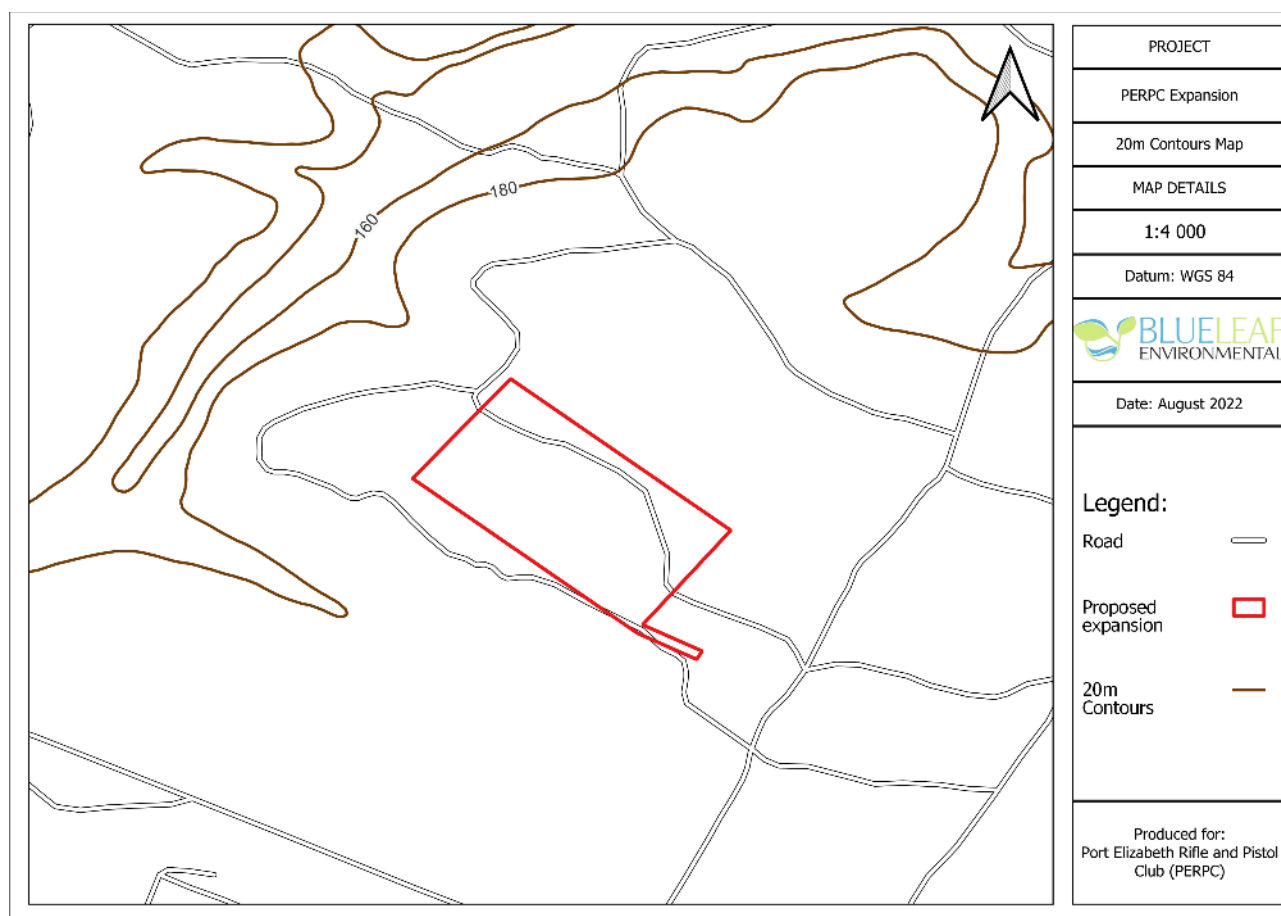 160
180
PROJECT
PERPC Expansion
20m Contours Map
MAP DETAILS
1:4 000
Datum: WGS 84
BLUELEAF
ENVIRONMENTAL
Date: August 2022
Legend:
Road
Proposed
expansion
20m
Contours
Produced for:
Port Elizabeth Rifle and Pistol
Club (PERPC)